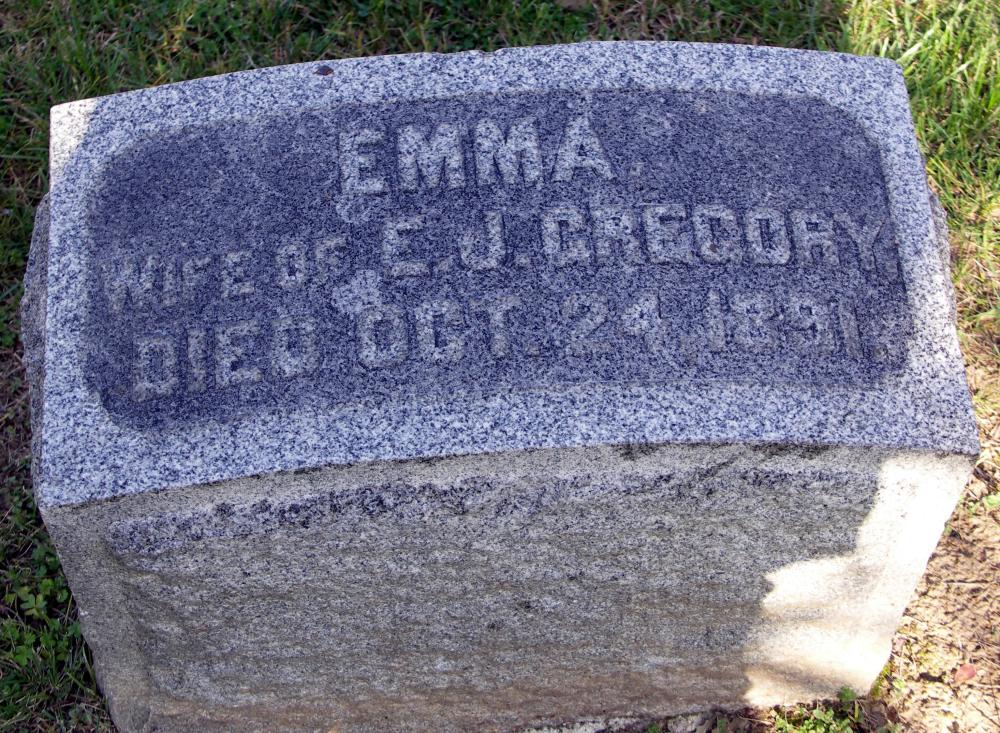 EMMA.
WIFE OF E. J. GREGORY,
DIED OCT. 24, 1891.